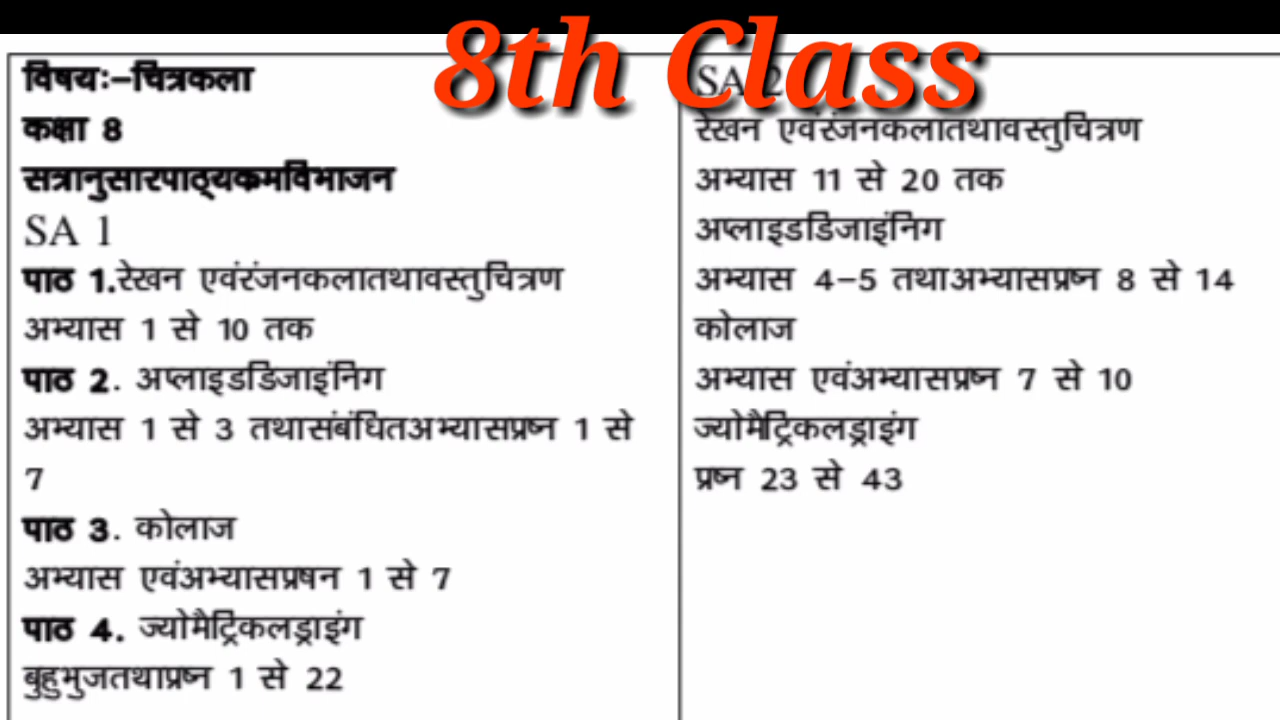 8th Class
विषयः–चित्रकला
कक्षा 8
सत्रानुसारपाठ्यकमविभाजन
SA 1
पाठ 1.रेखन एवंरंजनकलातथावस्तुचित्रण
अभ्यास 1 से 10 तक
पाठ 2. अप्लाइडडिजाइंनिग
अभ्यास 1 से 3 तथासंबंधितअभ्यासप्रष्न 1 से
7
पाठ 3. कोलाज
अभ्यास एवंअभ्यासप्रषन 1 से 7
पाठ 4. ज्योमैट्रिकलड्राइंग
बुहुभुजतथाप्रष्न 1 से 22
SA 2
रेखन एवंरंजनकलातथावस्तुचित्रण
अभ्यास 11 से 20 तक
अप्लाइडडिजाइंनिग
अभ्यास 4–5 तथाअभ्यासप्रष्न 8 से 14
कोलाज
अभ्यास एवंअभ्यासप्रष्न 7 से 10
ज्योमैट्रिकलड्राइंग
प्रष्न 23 से 43